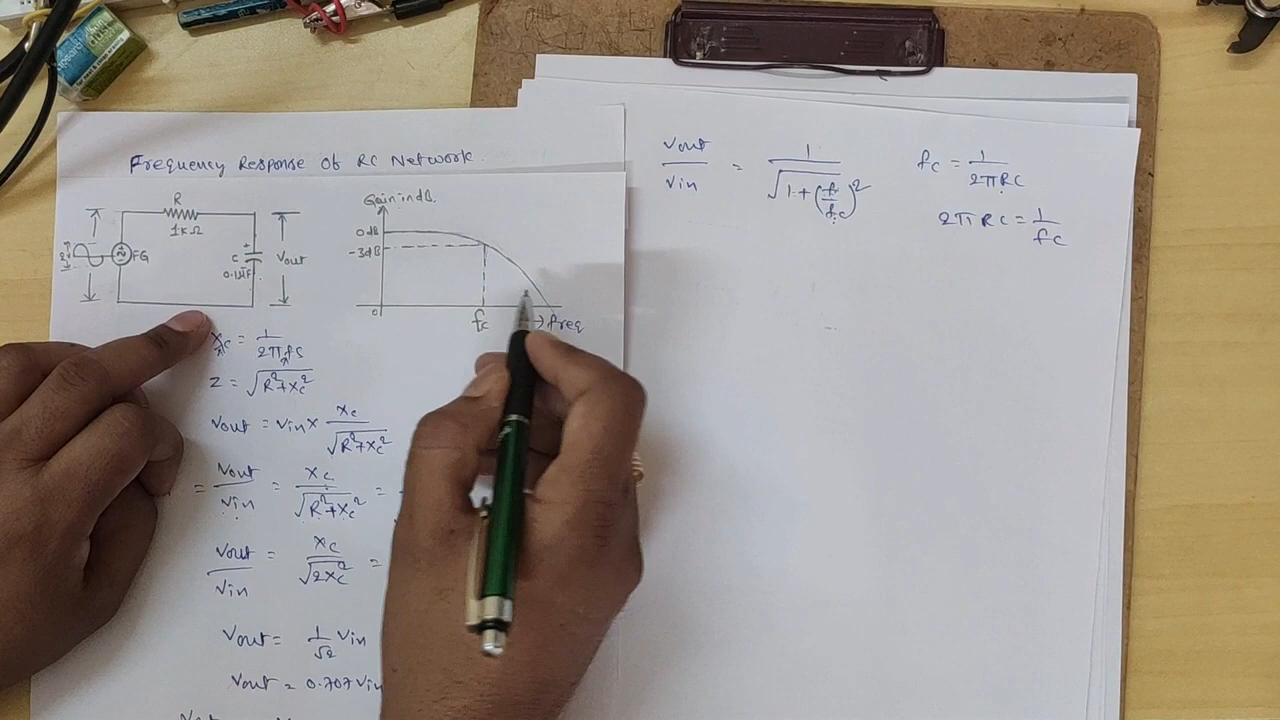 Frequency Response Of RC Network.
R
1KΩ
FG
C
0.1µF
Vout
Gain in dB.
0dB
-3dB
0
fc
→ freq
Xc = 1/2πfc
Z = √R²+Xc²
Vout = Vin x Xc/√R²+Xc²
= Vout/Vin = Xc/√R²+Xc² =
Vout/Vin = Xc/√2Xc² =
Vout = 1/√2 Vin
Vout = 0.707 Vin
Vout/Vin = 1/√1+(f/fc)²
fc = 1/2πRC
2πRC = 1/fc